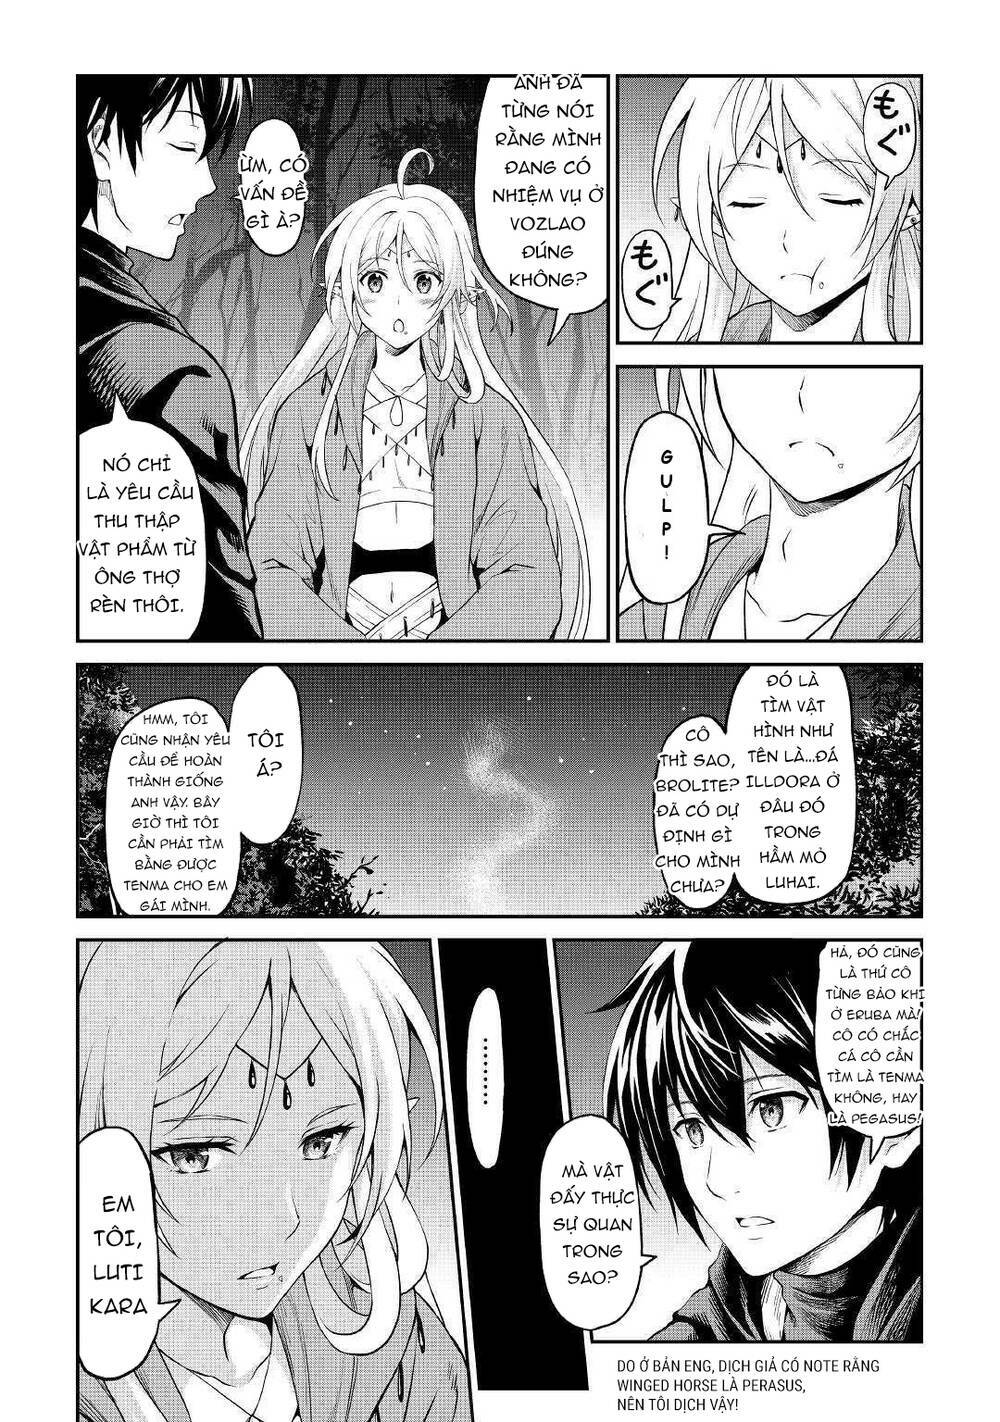 もぐ
もぐ
GULP!
ANH ĐÃ
TỪNG NÓI
RẰNG MÌNH
ĐANG CÓ
NHIỆM VỤ Ở
VOZLAO
ĐÚNG
KHÔNG?
ỪM, CÓ
VẤN ĐỀ
GÌ À?
NÓ CHỈ
LÀ YÊU CẦU
THU THẬP
VẬT PHẨM TỪ
ÔNG THỢ
RÈN THÔI.
ĐÓ LÀ
TÌM VẬT
HÌNH NHƯ
TÊN LÀ...ĐÁ
ILLDORA Ở
ĐÂU ĐÓ
TRONG
HẦM MỎ
LUHAI.
CÔ
THÌ SAO,
BROLITE?
ĐÃ CÓ DỰ
ĐỊNH GÌ
CHO MÌNH
CHƯA?
TÔI
Á?
HMM, TÔI
CŨNG NHẬN YÊU
CẦU ĐỂ HOÀN
THÀNH GIỐNG
ANH VẬY. BÂY
GIỜ THÌ TÔI
CẦN PHẢI TÌM
BẰNG ĐƯỢC
TENMA CHO EM
GÁI MÌNH.
HẢ, ĐÓ CŨNG
LÀ THỨ CÔ
TỪNG BẢO KHI
Ở ERUBA MÀ!
CÔ CÓ CHẮC
CÁ CÔ CẦN
TÌM LÀ TENMA
KHÔNG, HAY
LÀ PEGASUS!
MÀ VẬT
ĐẤY THỰC
SỰ QUAN
TRONG
SAO?
.........
EM
TÔI,
LUTI
KARA
DO Ở BẢN ENG, DỊCH GIẢ CÓ NOTE RẰNG
WINGED HORSE LÀ PERASUS,
NÊN TÔI DỊCH VẬY!